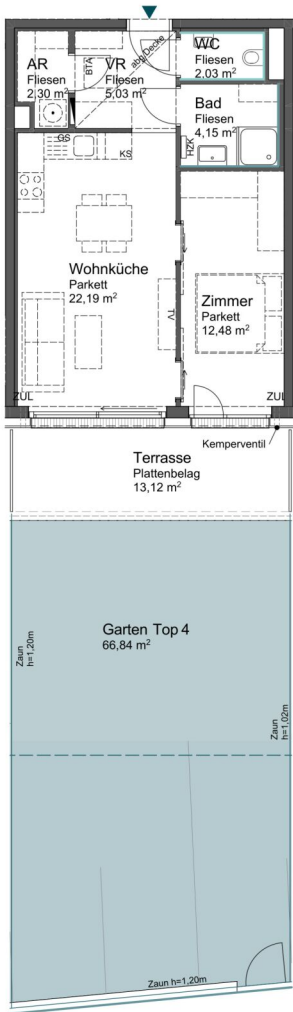 AR
Fliesen
2,30 m²
BTA
VR
Fliesen
5,03 m²
abg.Decke
WC
Fliesen
2,03 m²
Bad
Fliesen
4,15 m²
HZK
GS
KS
Wohnküche
Parkett
22,19 m²
TV
Zimmer
Parkett
12,48 m²
ZUL
ZUL
Kemperventil
Terrasse
Plattenbelag
13,12 m²
Garten Top 4
66,84 m²
Zaun
h=1,20m
Zaun
h=1,02m
Zaun h=1,20m